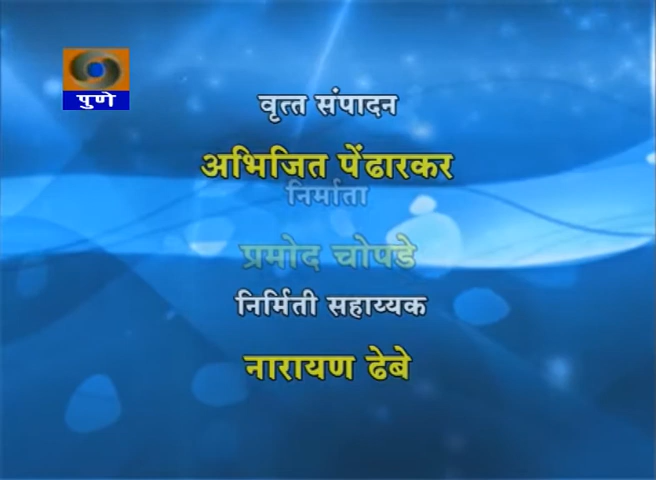 पुणे
वृत्त संपादन
अभिजित पेंढारकर
निर्माता
प्रमोद चोपडे
निर्मिती सहाय्यक
नारायण ढेबे